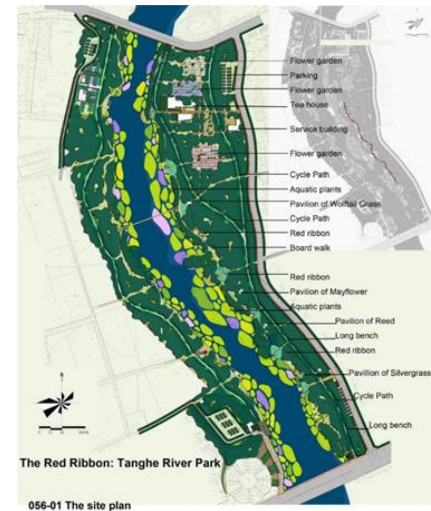 Flower garden
Parking
Flower garden
Tea house
Service building
Flower garden
Cycle Path
Aquatic plants
Pavilion of Wolftail Grass
Cycle Path
Red ribbon
Board walk
Red ribbon
Pavilion of Mayflower
Aquatic plants
Pavilion of Reed
Long bench
Red ribbon
Pavillion of Silvergrass
Cycle Path
Long bench
The Red Ribbon: Tanghe River Park
056-01 The site plan